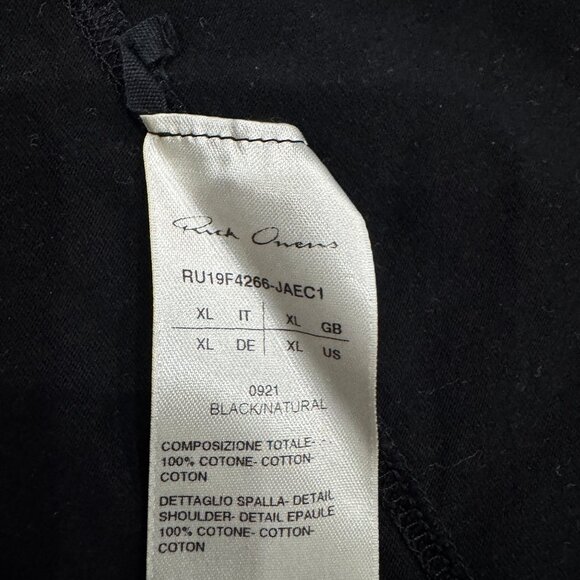 Rick Owens
RU19F4266-JAEC1
XL IT XL GB
XL DE XL US
0921
BLACK/NATURAL
COMPOSIZIONE TOTALE-
100% COTONE- COTTON-
COTON
DETTAGLIO SPALLA- DETAIL
SHOULDER- DETAIL EPAULE
100% COTONE- COTTON-
COTON